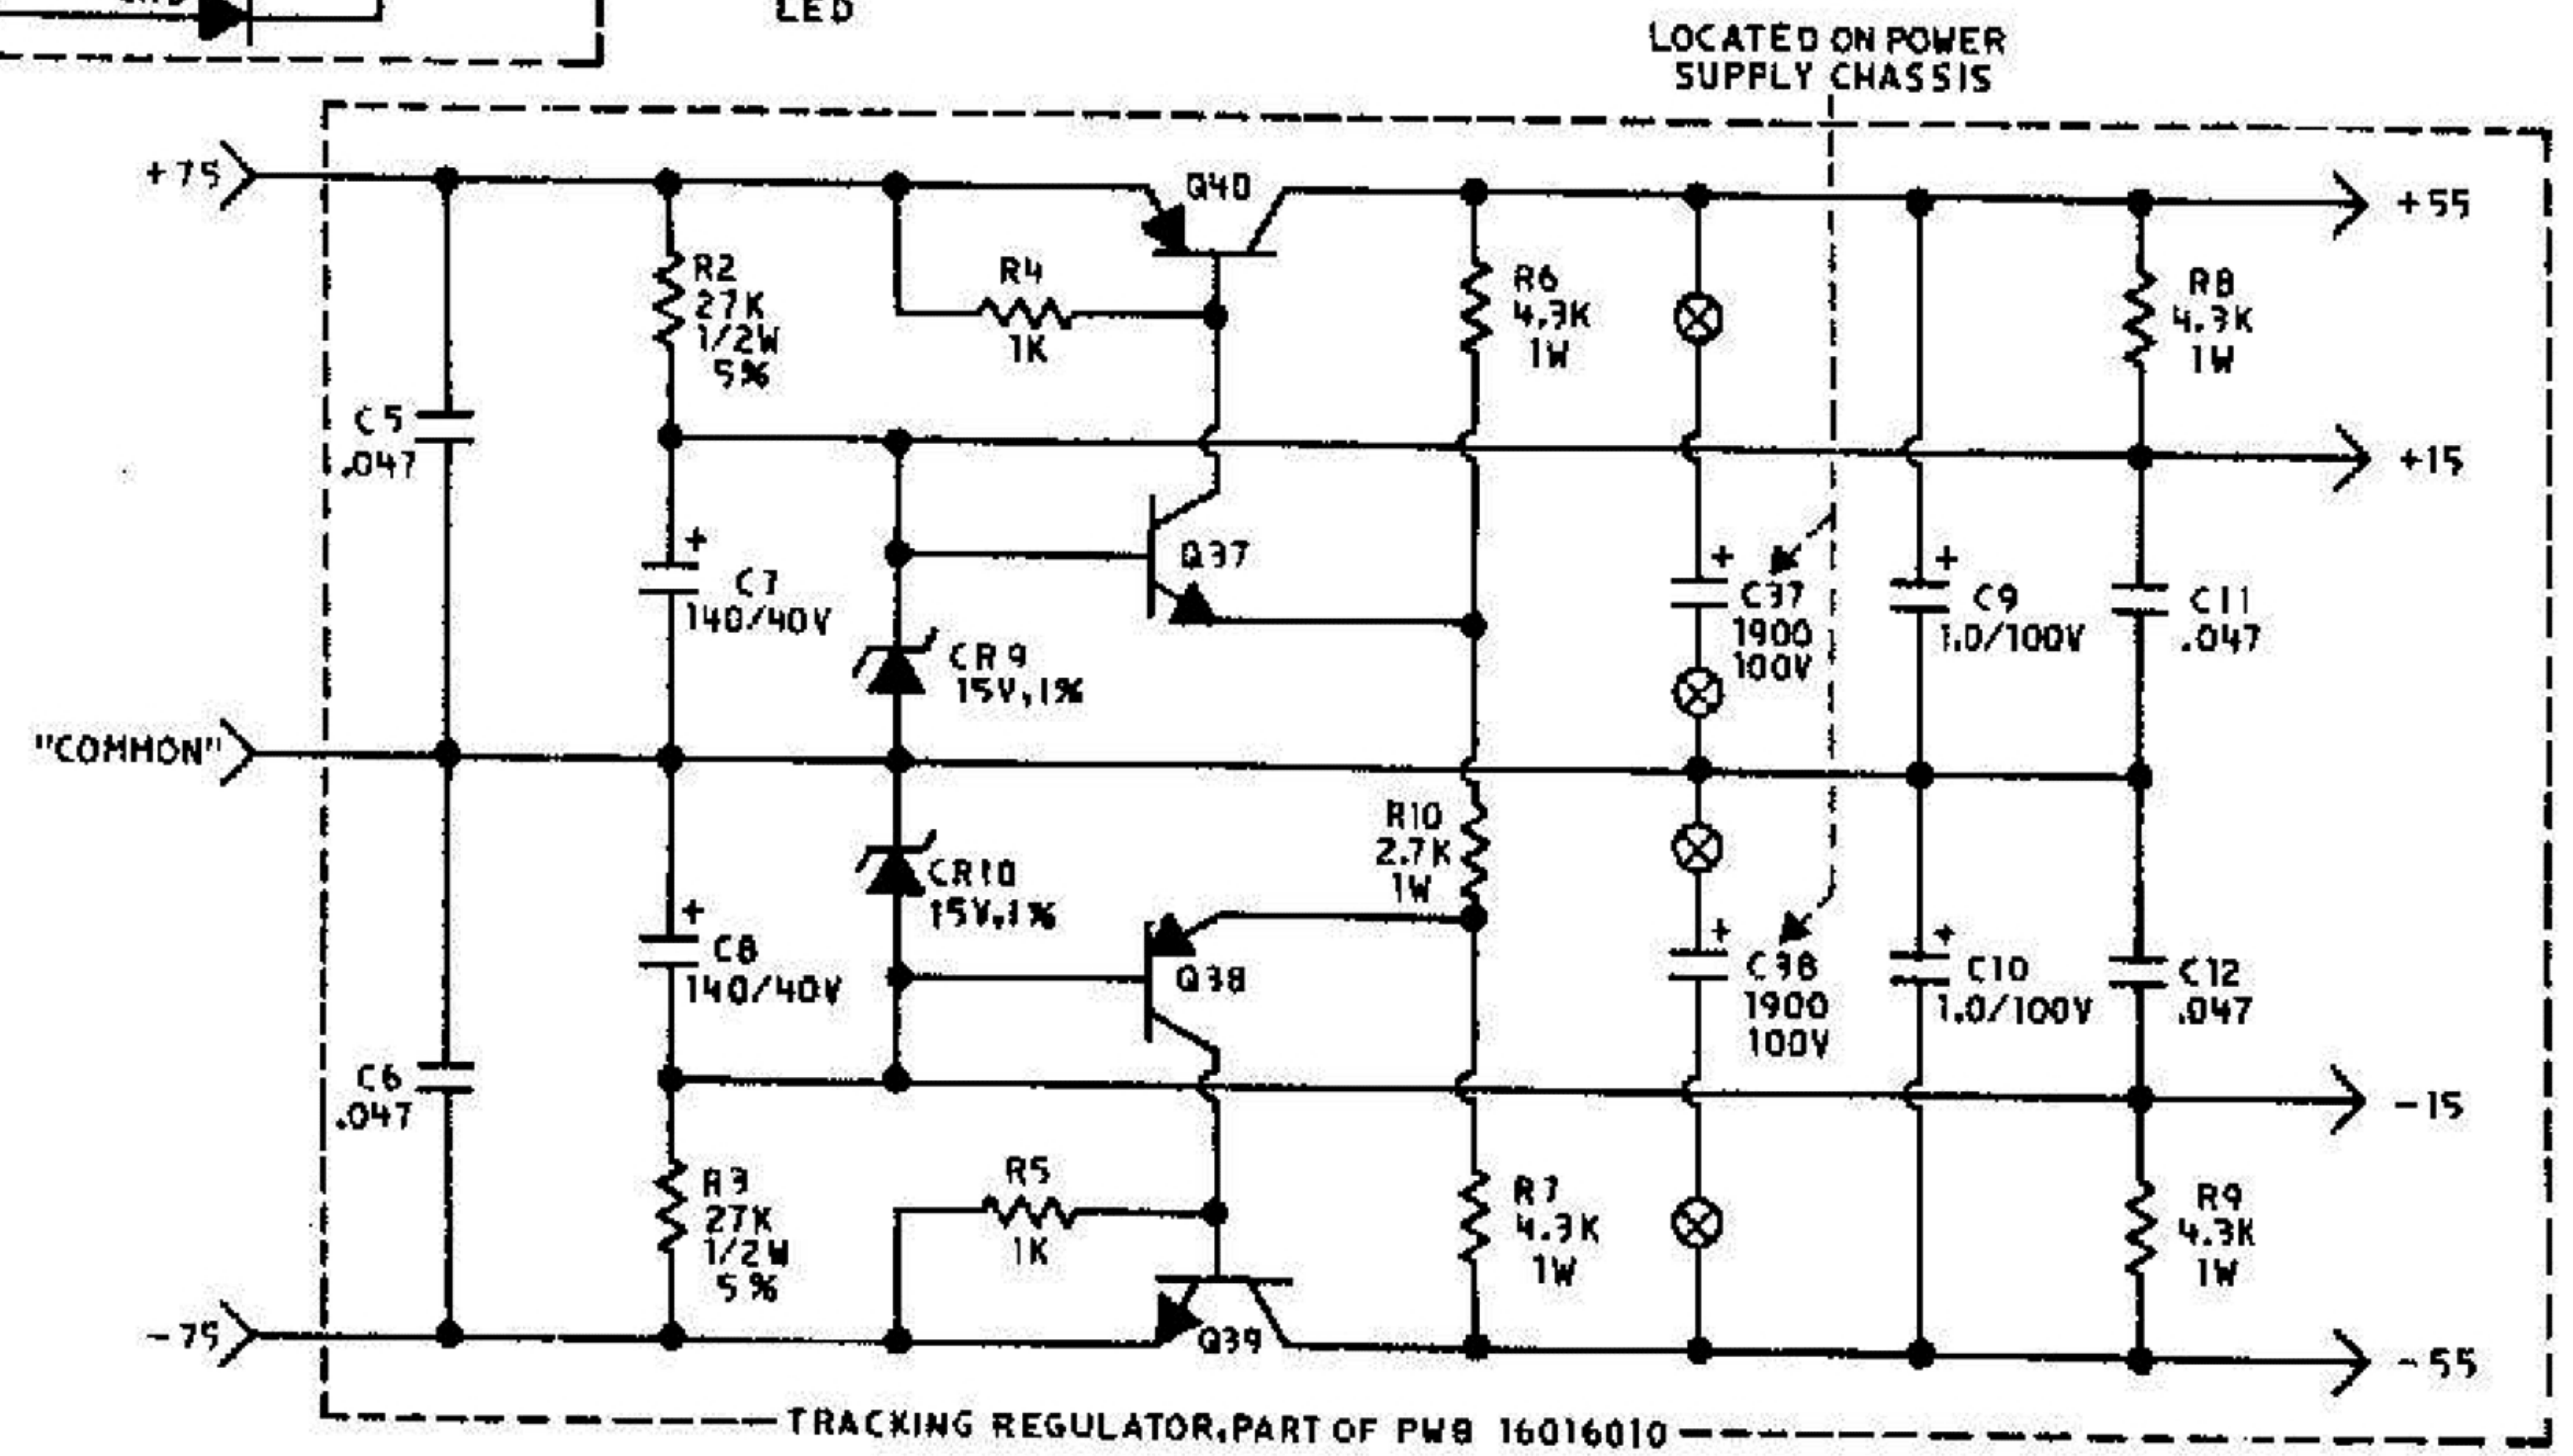 LED
LOCATED ON POWER
SUPPLY CHASSIS
+75
Q40
+55
R2
27K
1/2W
5%
R4
1K
R6
4.3K
1W
R8
4.3K
1W
C5
.047
+15
+
C7
140/40V
Q37
+
C37
1900
100V
+
C9
1.0/100V
C11
.047
CR9
15V,1%
"COMMON"
R10
2.7K
1W
CR10
15V,1%
+
C8
140/40V
Q38
+
C38
1900
100V
+
C10
1.0/100V
C12
.047
C6
.047
-15
R3
27K
1/2W
5%
R5
1K
R7
4.3K
1W
R9
4.3K
1W
-75
Q39
-55
TRACKING REGULATOR,PART OF PWB 16016010